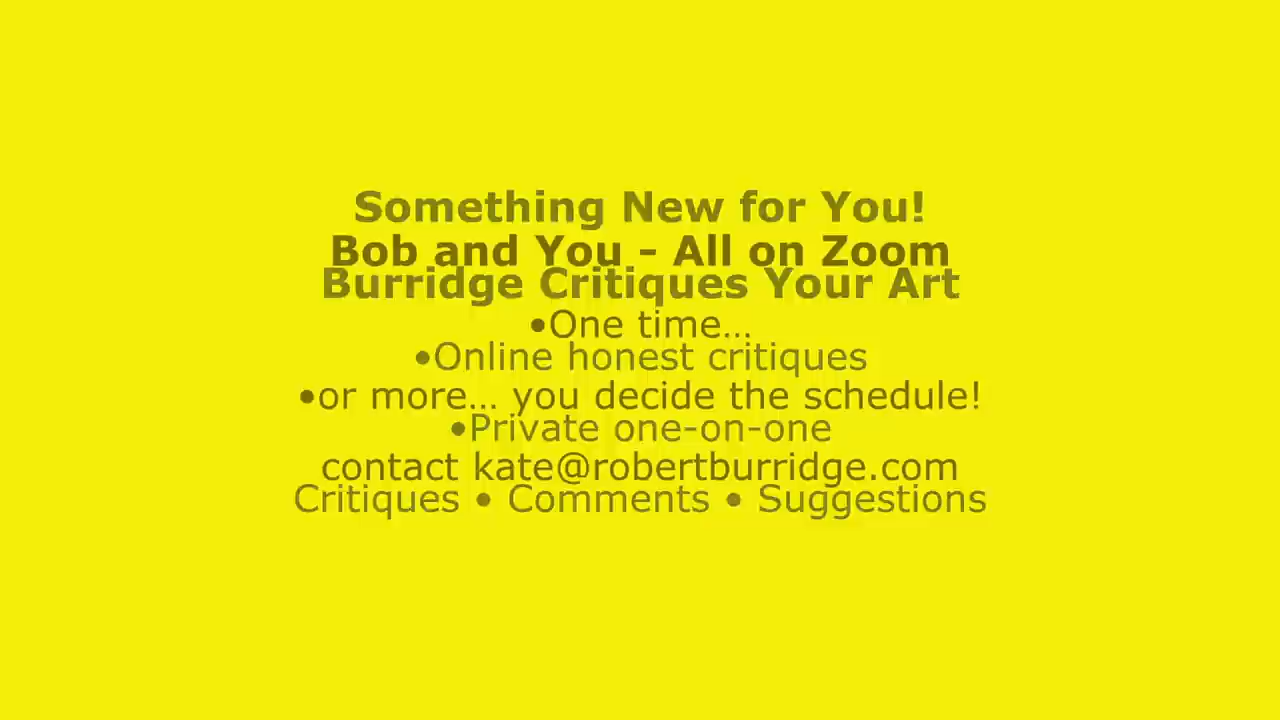 Something New for You!
Bob and You - All on Zoom
Burridge Critiques Your Art
•One time…
•Online honest critiques
•or more… you decide the schedule!
•Private one-on-one
contact kate@robertburridge.com
Critiques • Comments • Suggestions